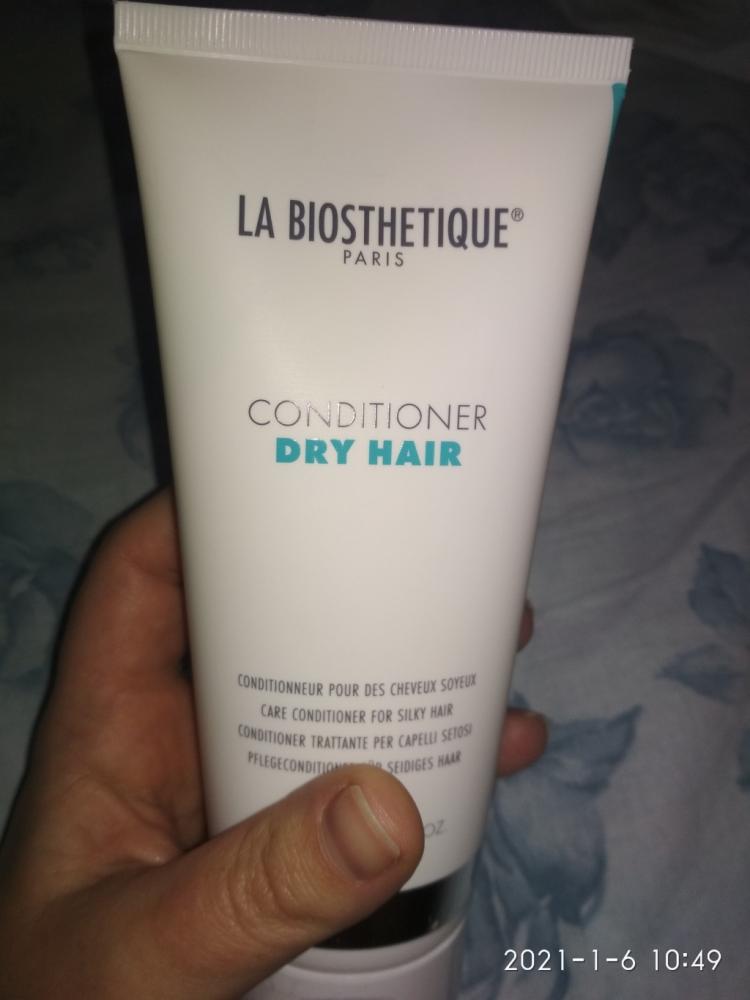 LA BIOSTHETIQUE®
PARIS
CONDITIONER
DRY HAIR
CONDITIONNEUR POUR DES CHEVEUX SOYEUX
CARE CONDITIONER FOR SILKY HAIR
CONDITIONER TRATTANTE PER CAPELLI SETOSI
SEIDIGES HAAR
OZ.
2021-1-6 10:49